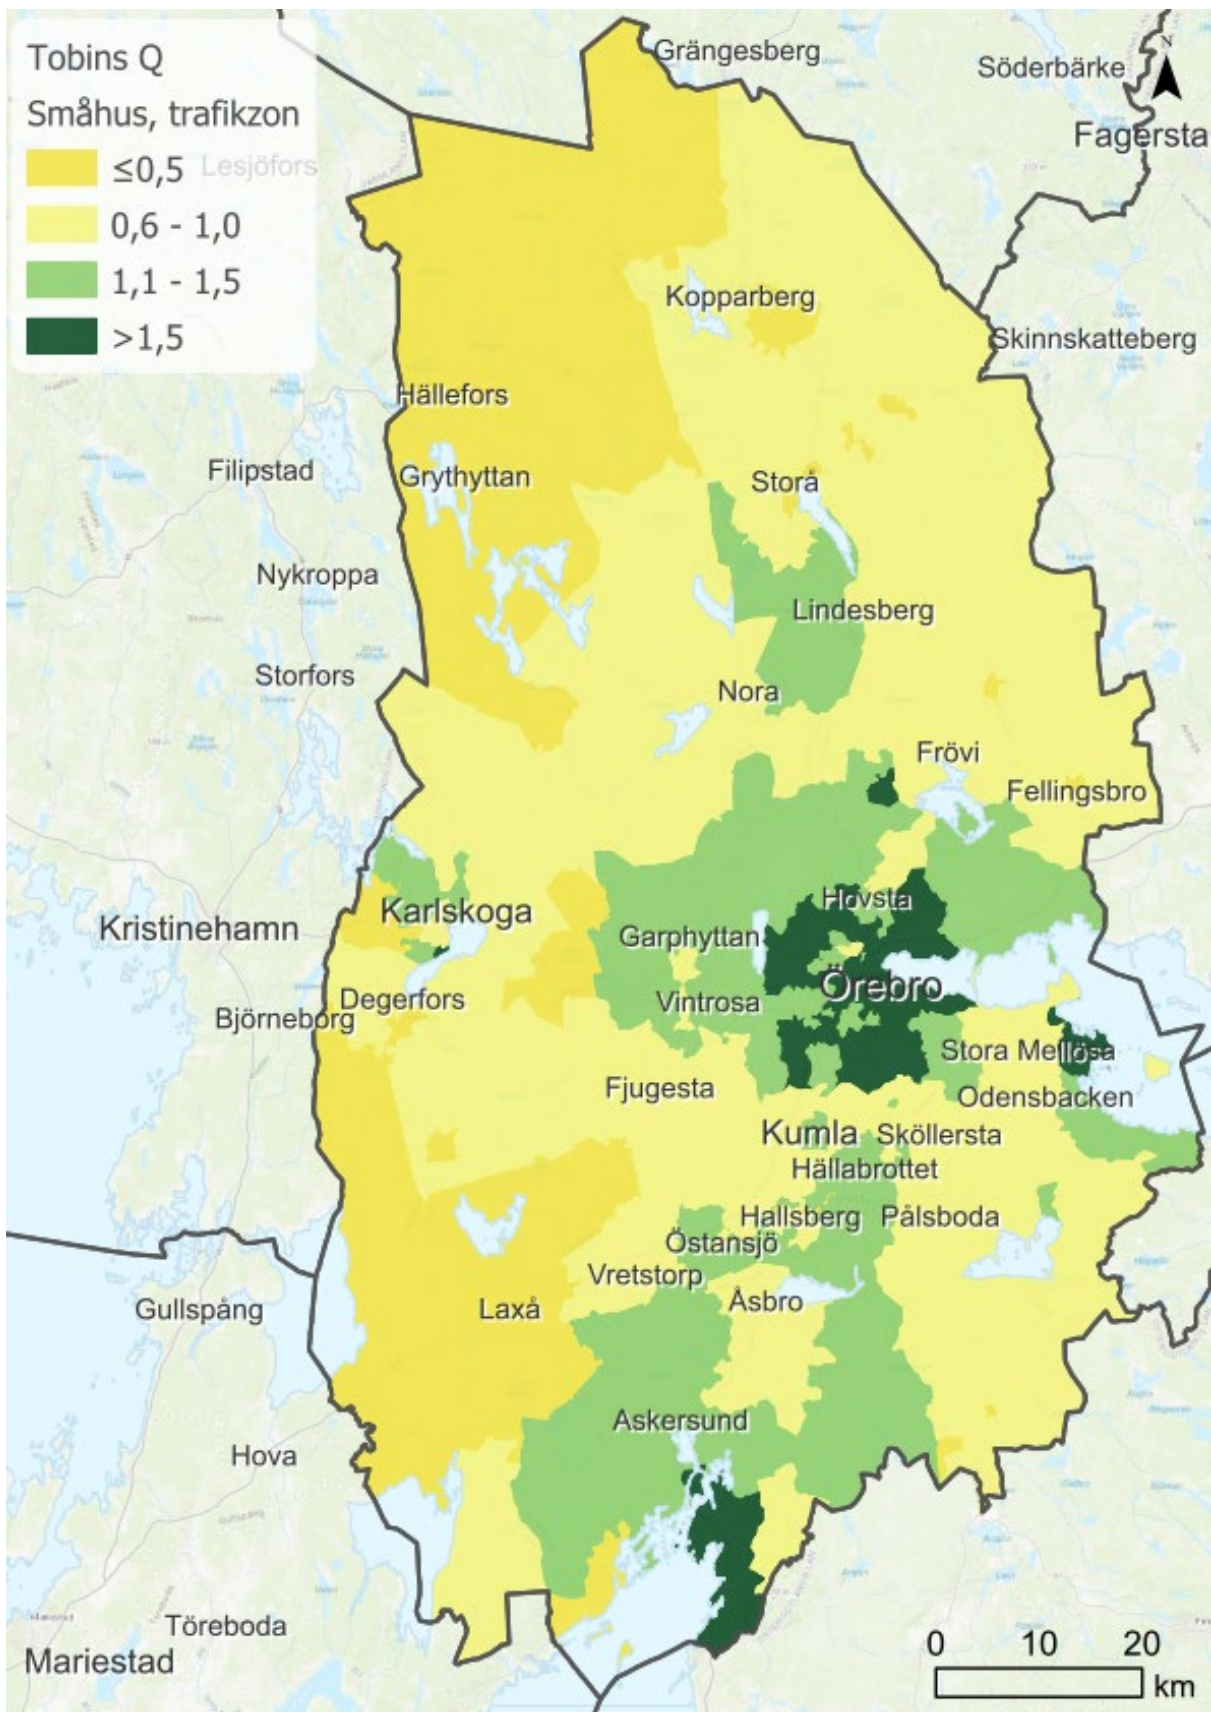 Tobins Q
Småhus, trafikzon
≤0,5
0,6 - 1,0
1,1 - 1,5
>1,5
Lesjöfors
Grängesberg
Söderbärke
N
Fagersta
Kopparberg
Skinnskatteberg
Hällefors
Filipstad
Grythyttan
Storå
Nykroppa
Lindesberg
Storfors
Nora
Frövi
Fellingsbro
Hovsta
Karlskoga
Kristinehamn
Garphyttan
Örebro
Degerfors
Vintrosa
Björneborg
Stora Mellösa
Fjugesta
Odensbacken
Kumla
Sköllersta
Hällabrottet
Hallsberg
Pålsboda
Östansjö
Vretstorp
Åsbro
Gullspång
Laxå
Askersund
Hova
Töreboda
Mariestad
0 10 20
km